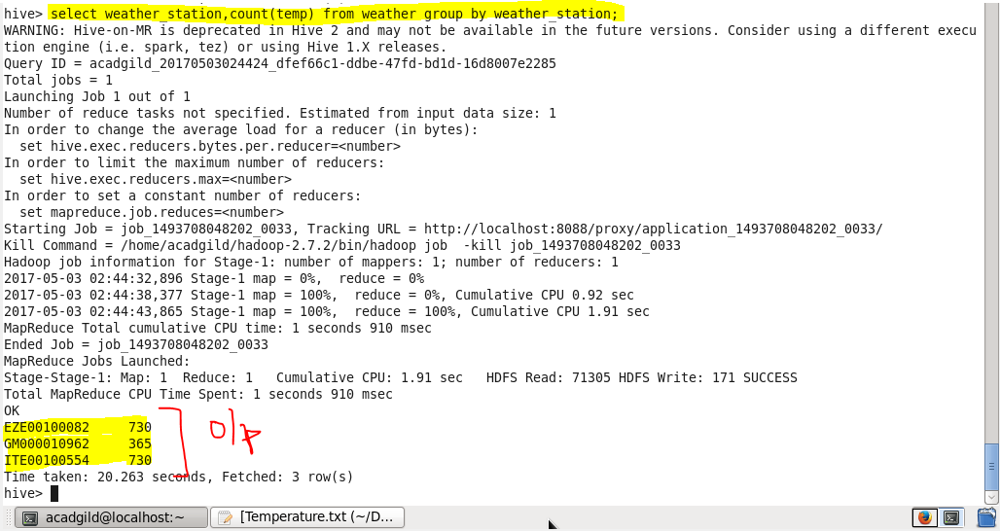 hive> select weather_station,count(temp) from weather group by weather_station;
WARNING: Hive-on-MR is deprecated in Hive 2 and may not be available in the future versions. Consider using a different execu
tion engine (i.e. spark, tez) or using Hive 1.X releases.
Query ID = acadgild_20170503024424_dfef66c1-ddbe-47fd-bd1d-16d8007e2285
Total jobs = 1
Launching Job 1 out of 1
Number of reduce tasks not specified. Estimated from input data size: 1
In order to change the average load for a reducer (in bytes):
  set hive.exec.reducers.bytes.per.reducer=<number>
In order to limit the maximum number of reducers:
  set hive.exec.reducers.max=<number>
In order to set a constant number of reducers:
  set mapreduce.job.reduces=<number>
Starting Job = job_1493708048202_0033, Tracking URL = http://localhost:8088/proxy/application_1493708048202_0033/
Kill Command = /home/acadgild/hadoop-2.7.2/bin/hadoop job  -kill job_1493708048202_0033
Hadoop job information for Stage-1: number of mappers: 1; number of reducers: 1
2017-05-03 02:44:32,896 Stage-1 map = 0%,  reduce = 0%
2017-05-03 02:44:38,377 Stage-1 map = 100%,  reduce = 0%, Cumulative CPU 0.92 sec
2017-05-03 02:44:43,865 Stage-1 map = 100%,  reduce = 100%, Cumulative CPU 1.91 sec
MapReduce Total cumulative CPU time: 1 seconds 910 msec
Ended Job = job_1493708048202_0033
MapReduce Jobs Launched:
Stage-Stage-1: Map: 1  Reduce: 1   Cumulative CPU: 1.91 sec   HDFS Read: 71305 HDFS Write: 171 SUCCESS
Total MapReduce CPU Time Spent: 1 seconds 910 msec
OK
EZE00100082     730
GM000010962     365
ITE00100554     730
o/p
Time taken: 20.263 seconds, Fetched: 3 row(s)
hive>
acadgild@localhost:~
[Temperature.txt (~/D...